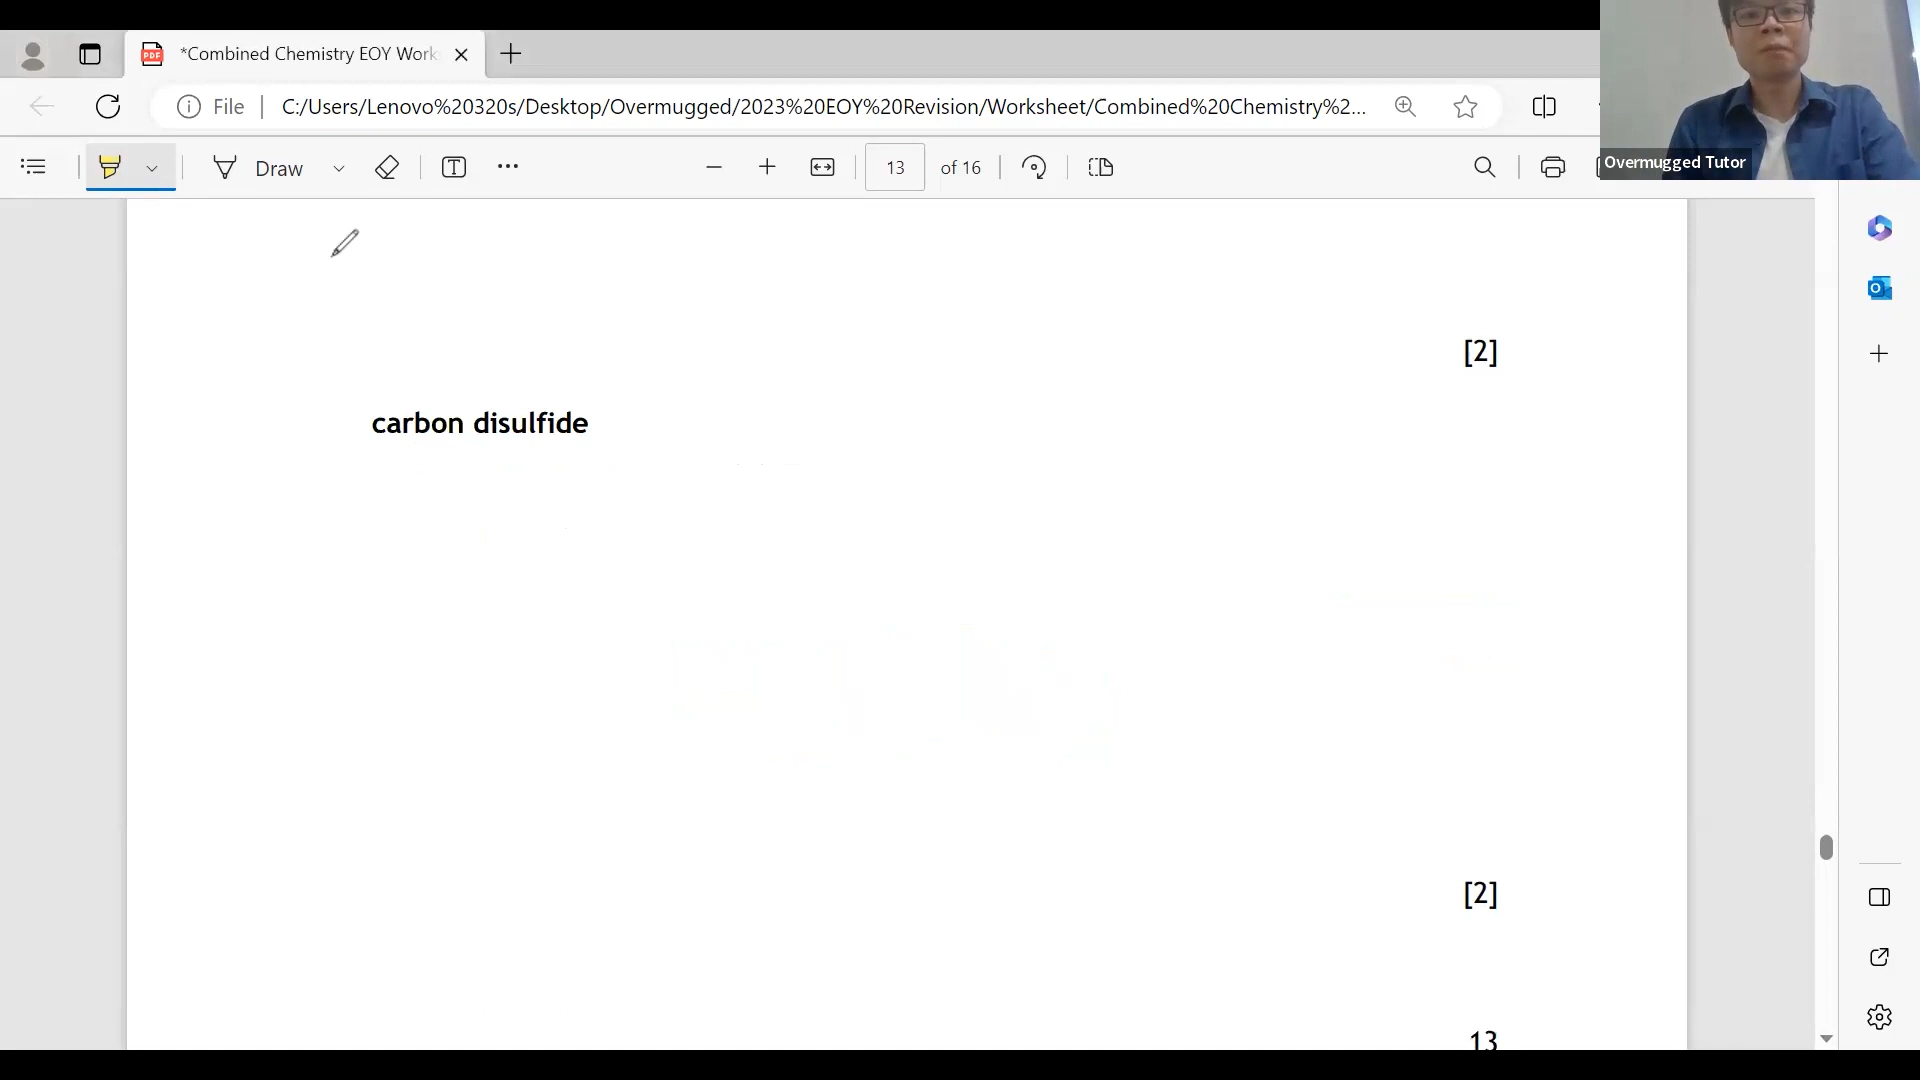 *Combined Chemistry EOY Work
File
C:/Users/Lenovo%20320s/Desktop/Overmugged/2023%20EOY%20Revision/Worksheet/Combined%20Chemistry%2...
Draw
13 of 16
Overmugged Tutor
[2]
carbon disulfide
[2]
13